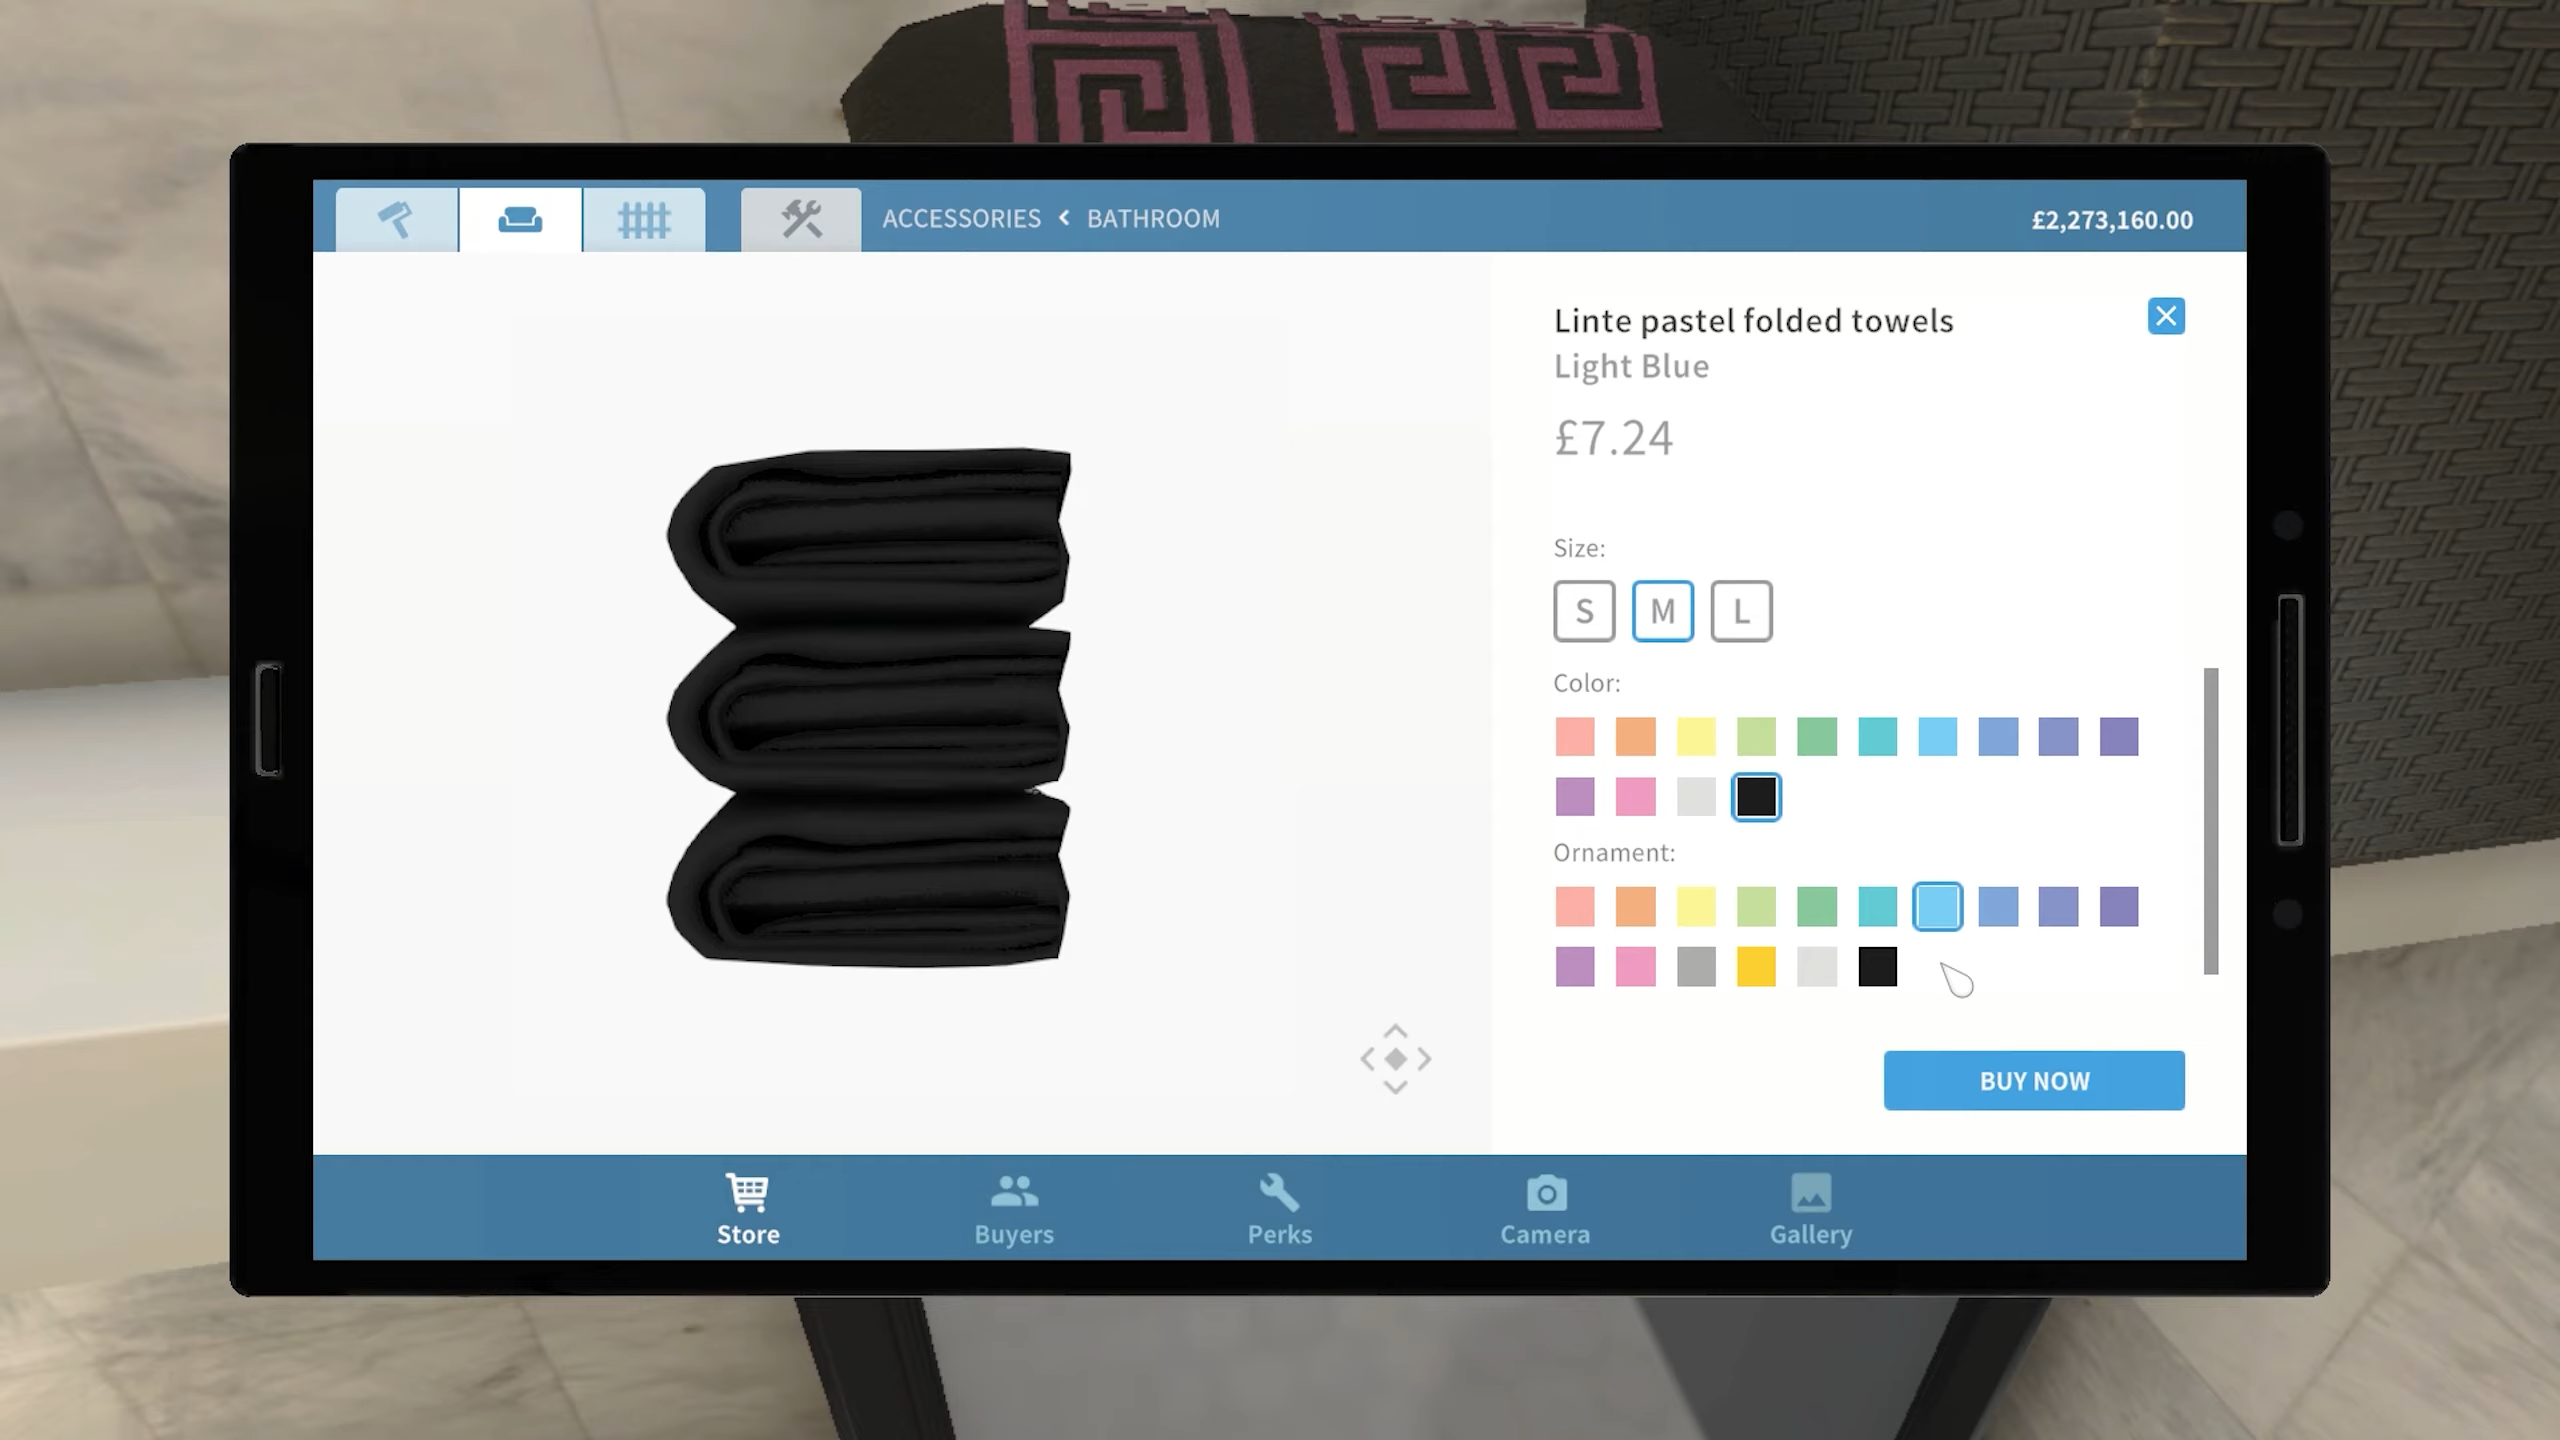 ACCESSORIES < BATHROOM
£2,273,160.00
Linte pastel folded towels
Light Blue
£7.24
Size:
S M L
Color:
Ornament:
BUY NOW
Store Buyers Perks Camera Gallery